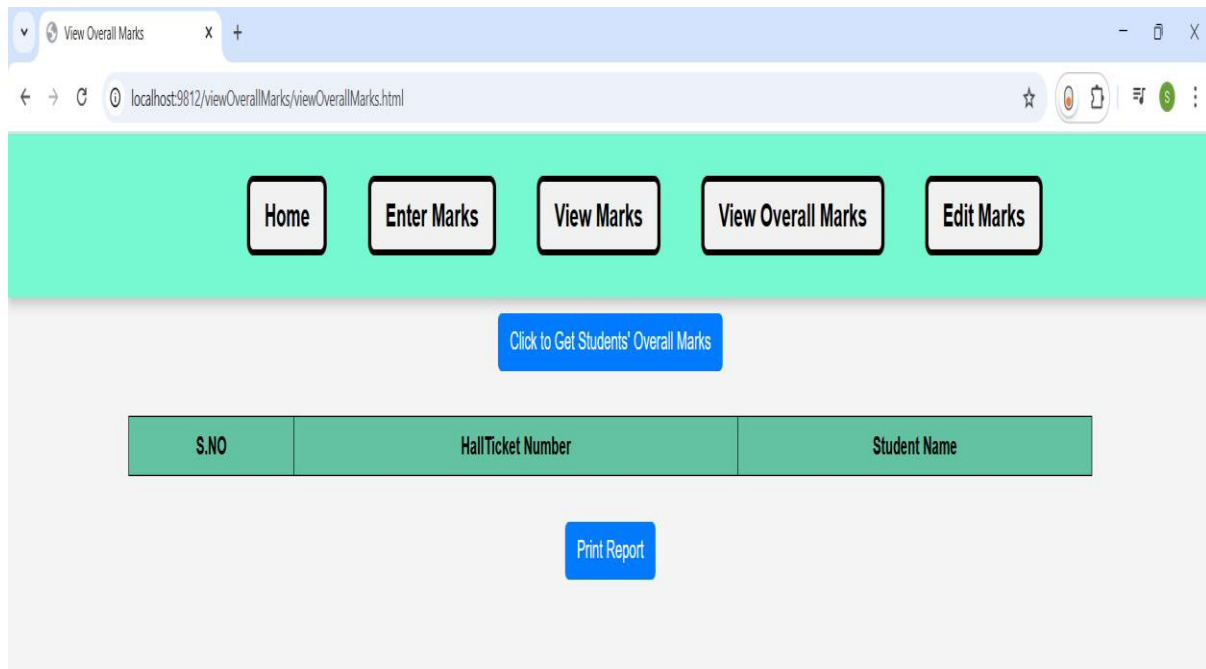 View Overall Marks X +
localhost:9812/viewOverallMarks/viewOverallMarks.html S
Home Enter Marks View Marks View Overall Marks Edit Marks
Click to Get Students' Overall Marks
S.NO HallTicket Number Student Name
Print Report